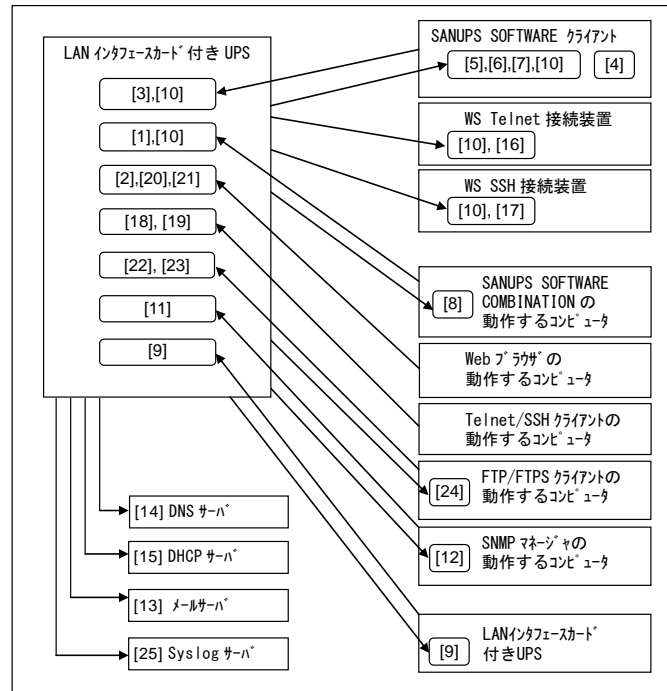 LAN インタフェースカード付き UPS
[3],[10]
[1],[10]
[2],[20],[21]
[18], [19]
[22], [23]
[11]
[9]
SANUPS SOFTWARE クライアント
[5],[6],[7],[10]
[4]
WS Telnet 接続装置
[10], [16]
WS SSH 接続装置
[10], [17]
[8]
SANUPS SOFTWARE
COMBINATION の
動作するコンピュータ
Web ブラウザの
動作するコンピュータ
Telnet/SSH クライアントの
動作するコンピュータ
[24]
FTP/FTPS クライアントの
動作するコンピュータ
[12]
SNMP マネージャの
動作するコンピュータ
[9]
LANインタフェースカード
付きUPS
[14] DNS サーバ
[15] DHCP サーバ
[13] メールサーバ
[25] Syslog サーバ